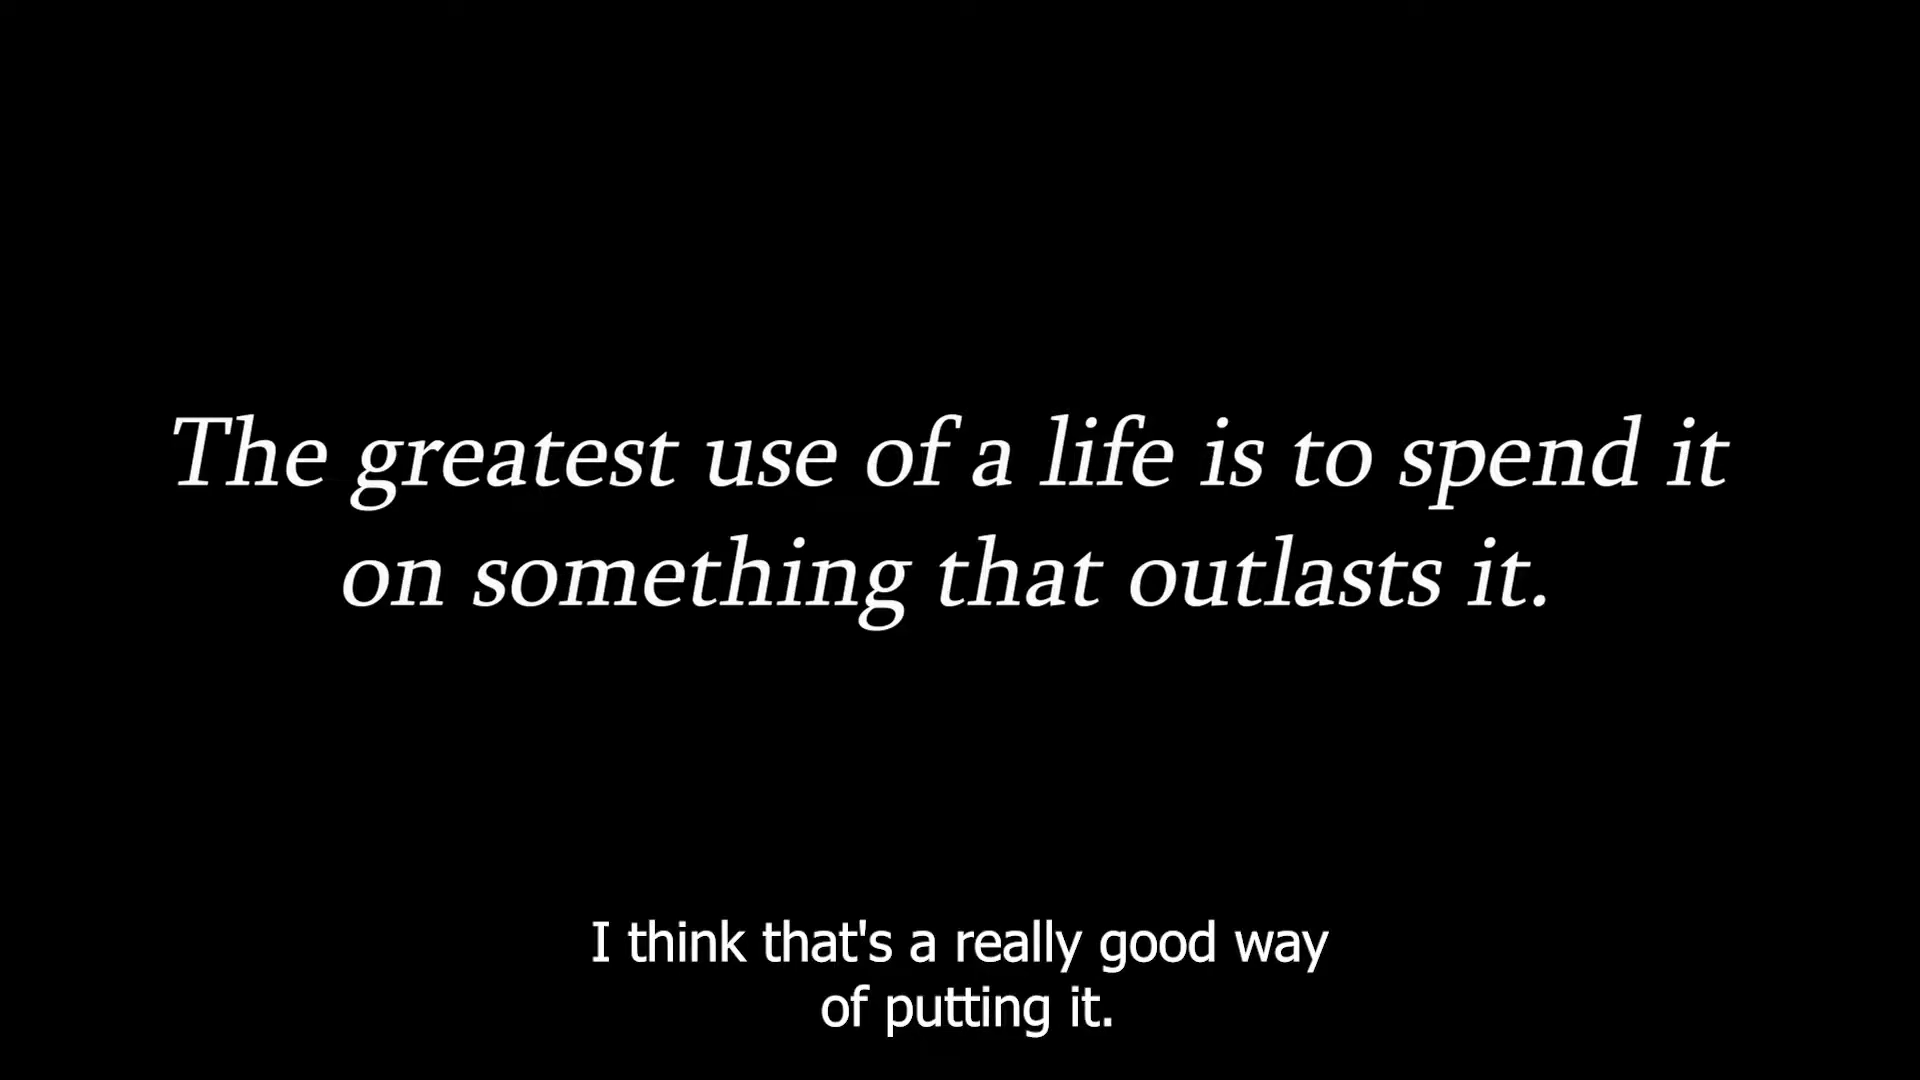 The greatest use of a life is to spend it
on something that outlasts it.
I think that's a really good way
of putting it.